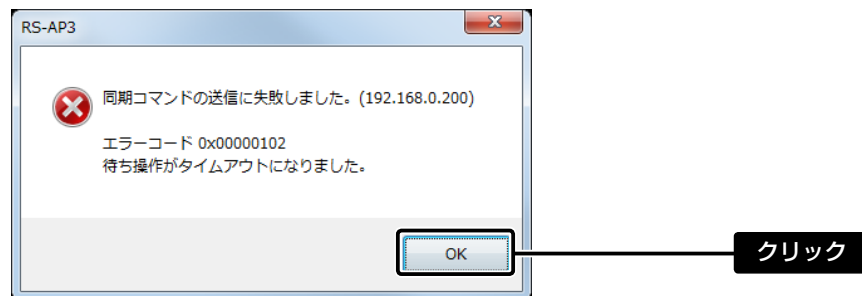 RS-AP3
同期コマンドの送信に失敗しました。(192.168.0.200)
エラーコード 0x00000102
待ち操作がタイムアウトになりました。
OK
クリック